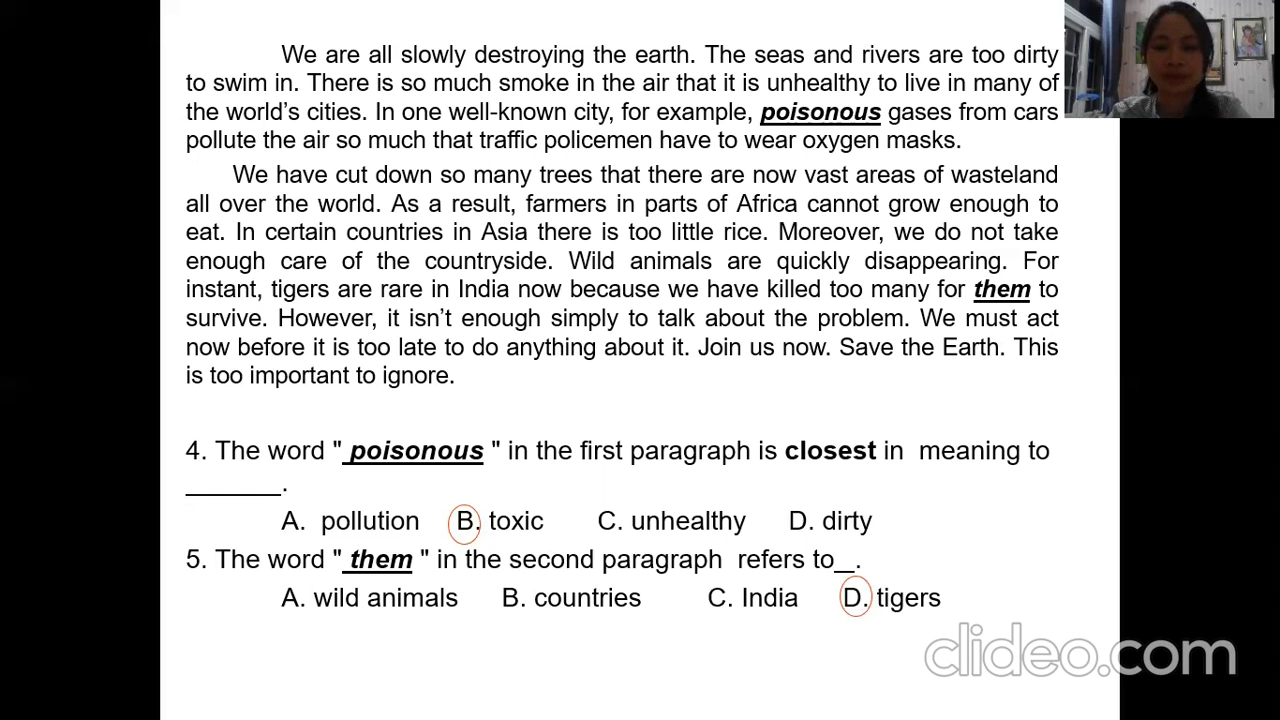 We are all slowly destroying the earth. The seas and rivers are too dirty
to swim in. There is so much smoke in the air that it is unhealthy to live in many of
the world's cities. In one well-known city, for example, poisonous gases from cars
pollute the air so much that traffic policemen have to wear oxygen masks.
We have cut down so many trees that there are now vast areas of wasteland
all over the world. As a result, farmers in parts of Africa cannot grow enough to
eat. In certain countries in Asia there is too little rice. Moreover, we do not take
enough care of the countryside. Wild animals are quickly disappearing. For
instant, tigers are rare in India now because we have killed too many for them to
survive. However, it isn't enough simply to talk about the problem. We must act
now before it is too late to do anything about it. Join us now. Save the Earth. This
is too important to ignore.
4. The word " poisonous " in the first paragraph is closest in meaning to
_______.
A. pollution B. toxic C. unhealthy D. dirty
5. The word " them " in the second paragraph refers to_.
A. wild animals B. countries C. India D. tigers
clideo.com